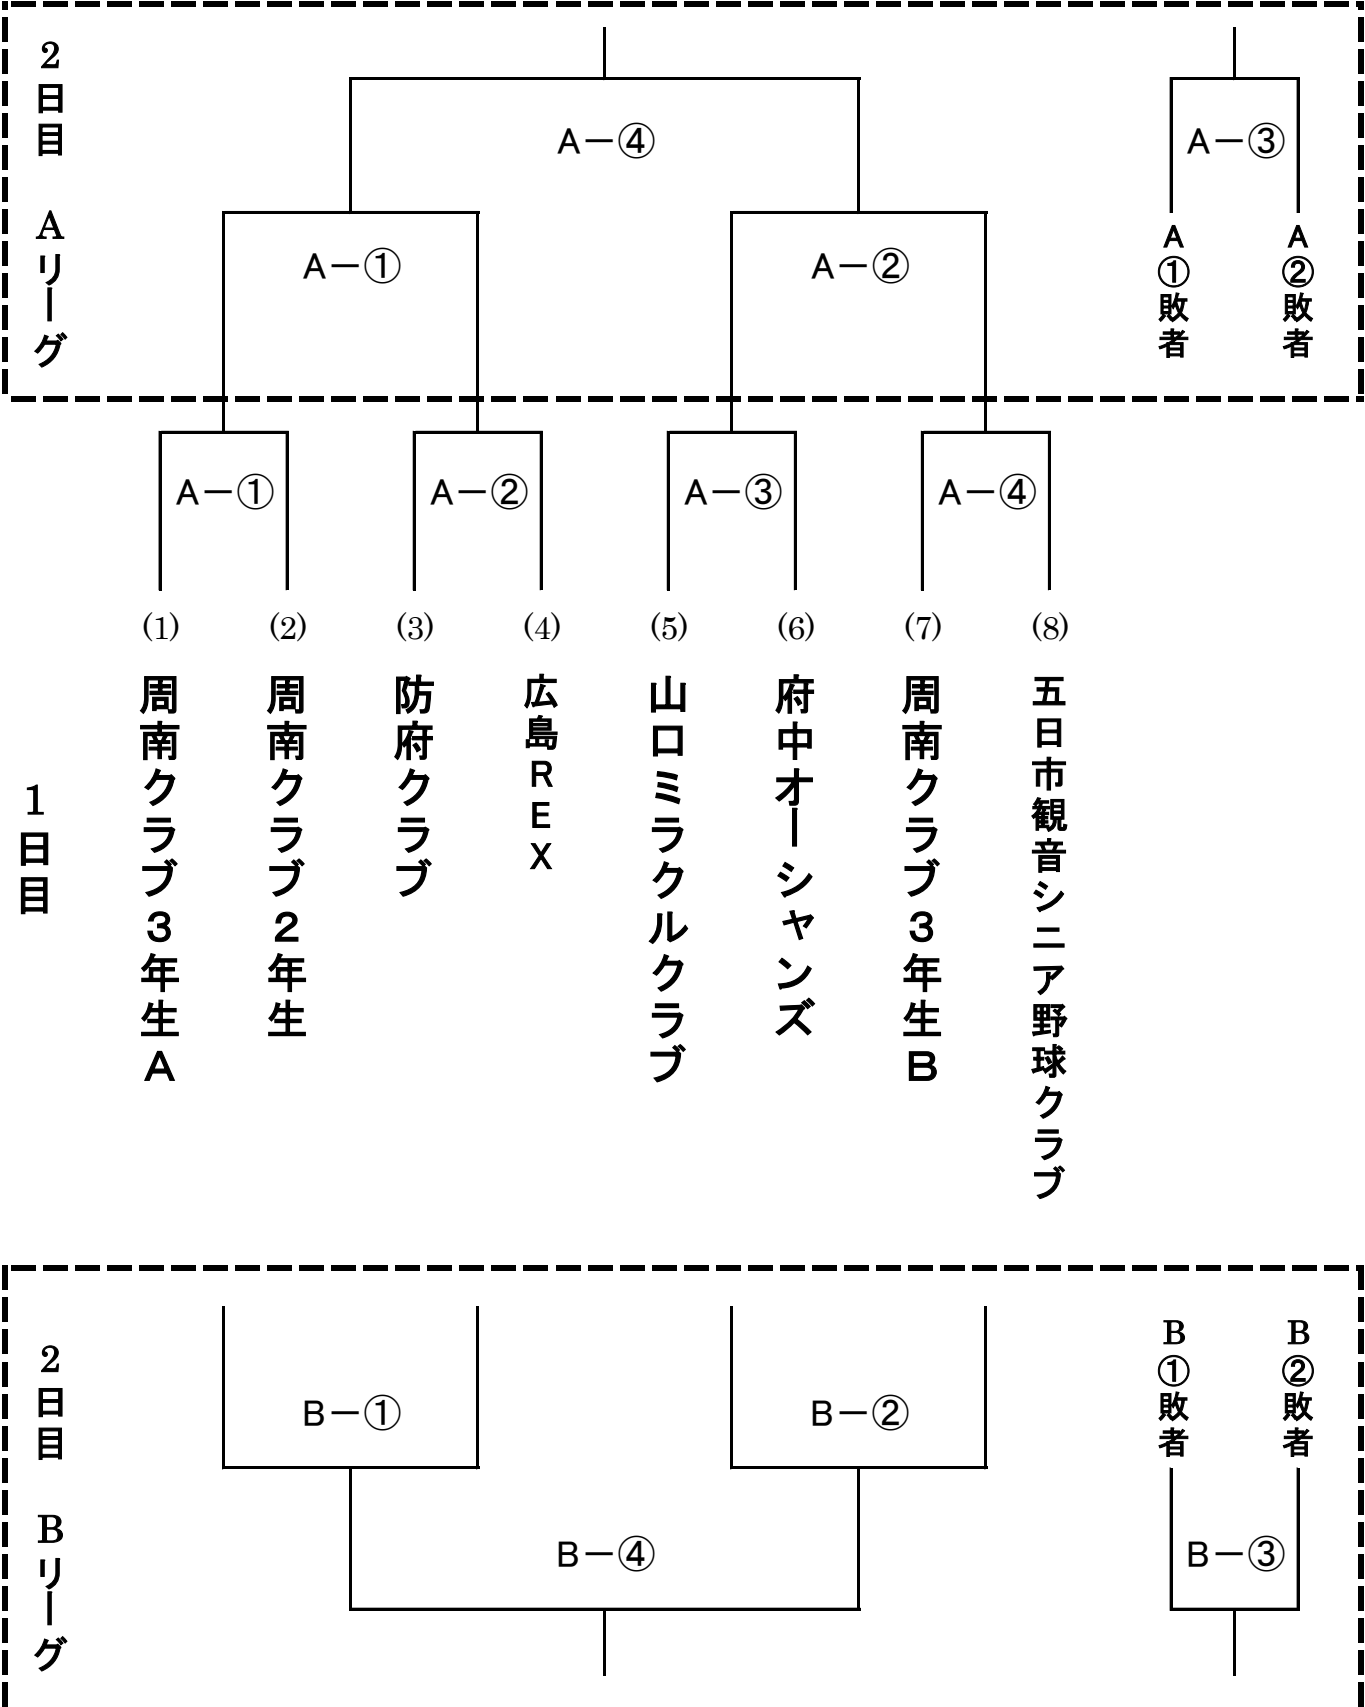 2日目 Aリーグ
A－④
A－③
A－①
A－②
A①敗者
A②敗者
A－①
A－②
A－③
A－④
(1)
(2)
(3)
(4)
(5)
(6)
(7)
(8)
1日目
周南クラブ3年生A
周南クラブ2年生
防府クラブ
広島REX
山口ミラクルクラブ
府中オーシャンズ
周南クラブ3年生B
五日市観音シニア野球クラブ
2日目 Bリーグ
B①敗者
B②敗者
B－①
B－②
B－④
B－③